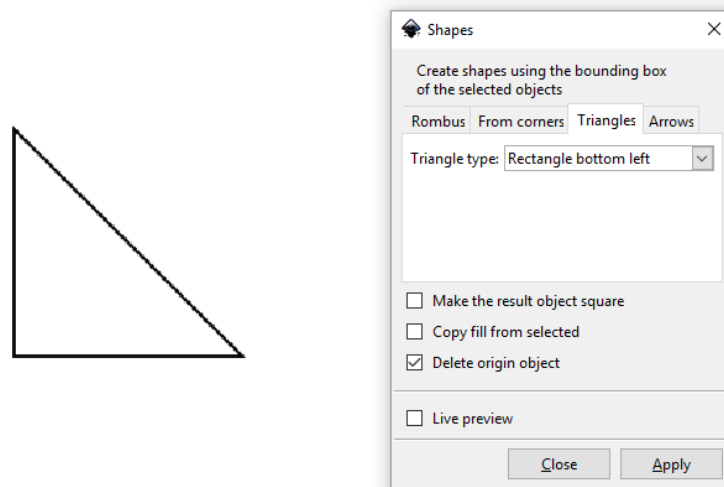 Shapes
Create shapes using the bounding box
of the selected objects
Rombus From corners Triangles Arrows
Triangle type: Rectangle bottom left
Make the result object square
Copy fill from selected
Delete origin object
Live preview
Close Apply